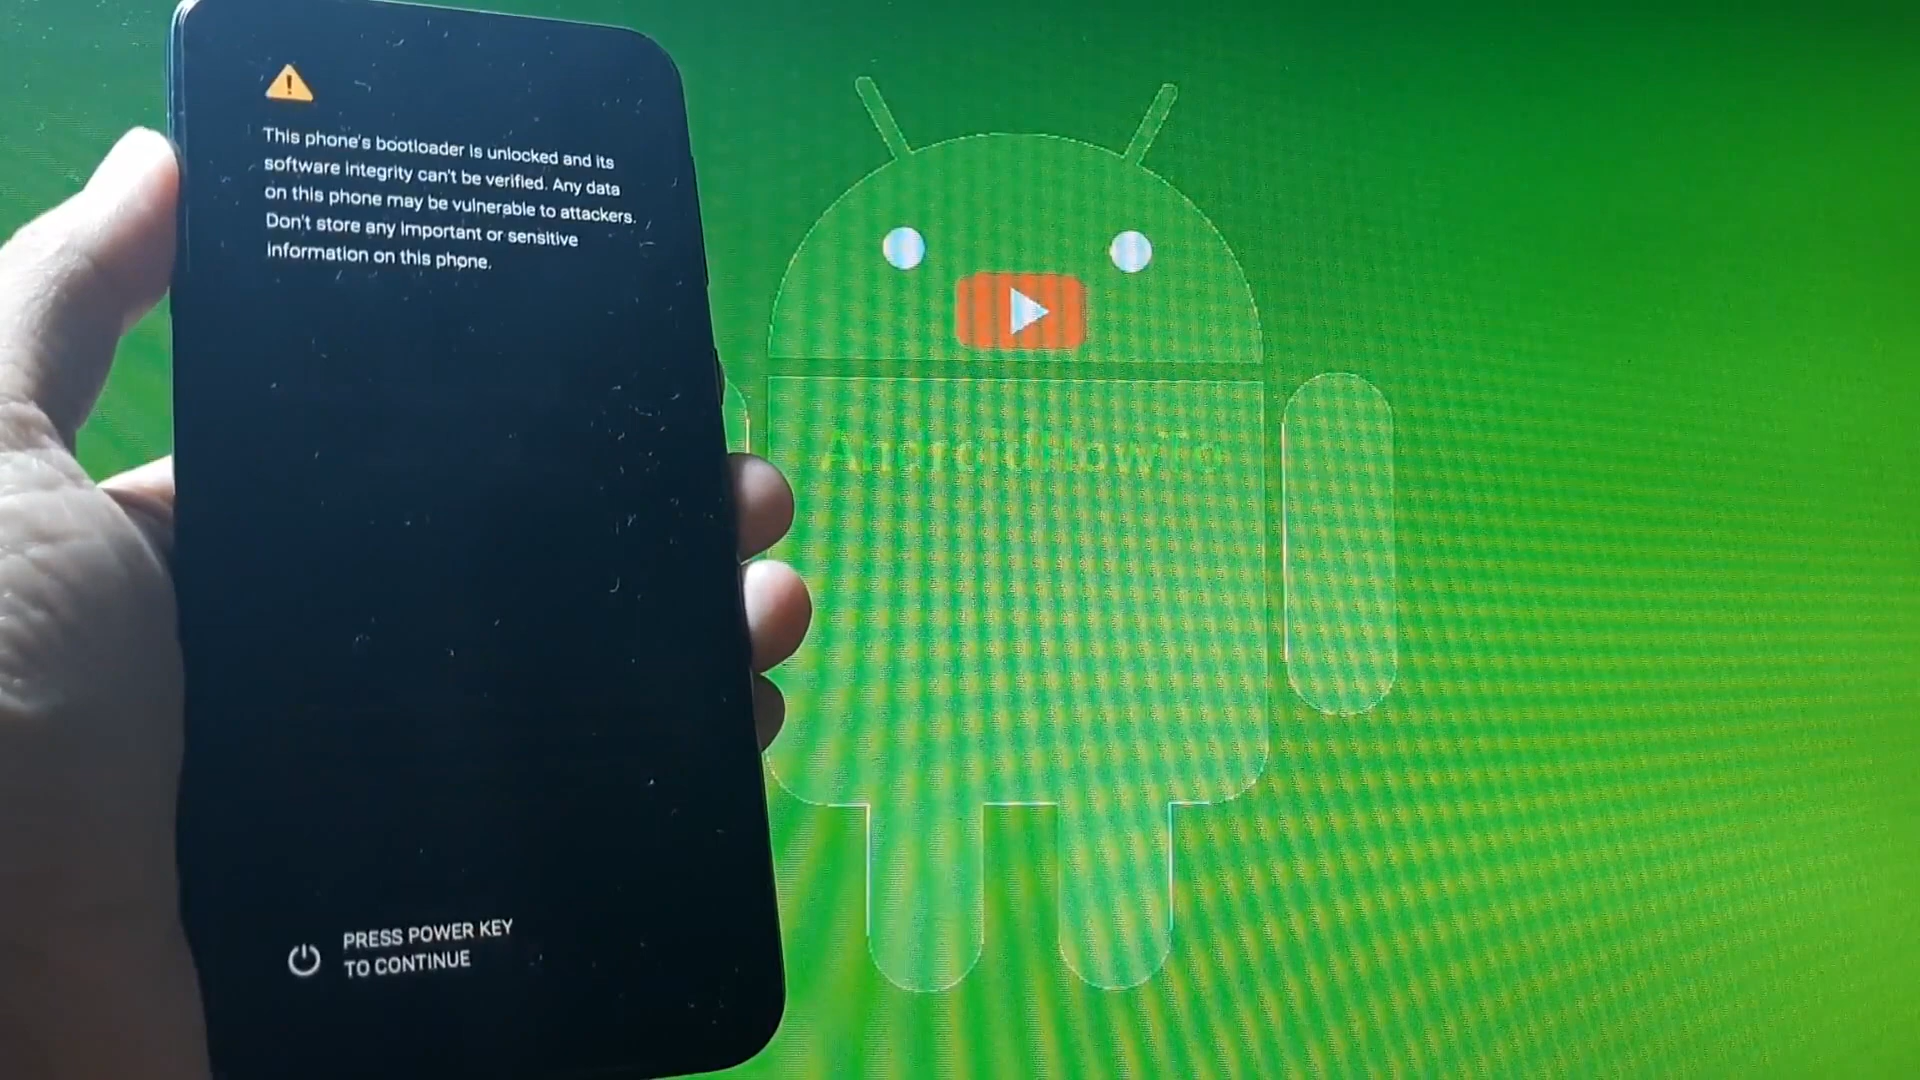 This phone's bootloader is unlocked and its
software integrity can't be verified. Any data
on this phone may be vulnerable to attackers.
Don't store any important or sensitive
information on this phone.
AndroidHowTo
PRESS POWER KEY
TO CONTINUE